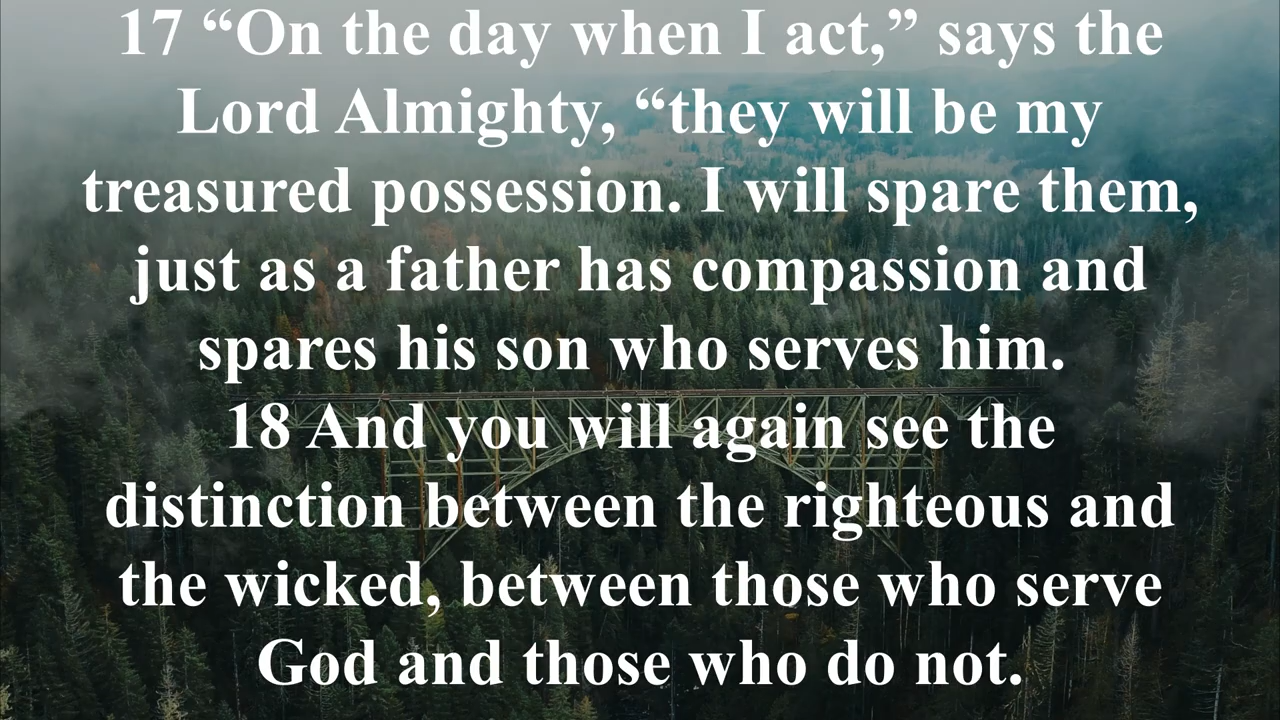 17 “On the day when I act,” says the
Lord Almighty, “they will be my
treasured possession. I will spare them,
just as a father has compassion and
spares his son who serves him.
18 And you will again see the
distinction between the righteous and
the wicked, between those who serve
God and those who do not.